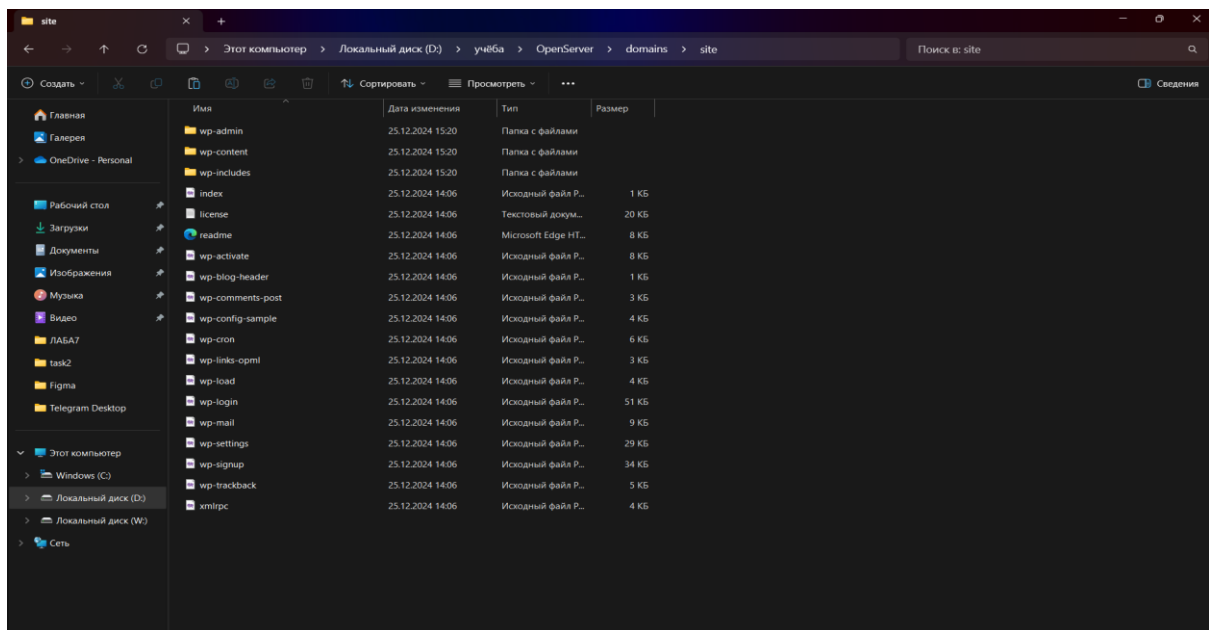 site
Этот компьютер > Локальный диск (D:) > учёба > OpenServer > domains > site
Поиск в: site
Создать
Сортировать
Просмотреть
Сведения
Главная
Галерея
OneDrive - Personal
Рабочий стол
Загрузки
Документы
Изображения
Музыка
Видео
ЛАБА7
task2
Figma
Telegram Desktop
Этот компьютер
Windows (C:)
Локальный диск (D:)
Локальный диск (W:)
Сеть
Имя Дата изменения Тип Размер
wp-admin 25.12.2024 15:20 Папка с файлами
wp-content 25.12.2024 15:20 Папка с файлами
wp-includes 25.12.2024 15:20 Папка с файлами
index 25.12.2024 14:06 Исходный файл P... 1 КБ
license 25.12.2024 14:06 Текстовый докум... 20 КБ
readme 25.12.2024 14:06 Microsoft Edge HT... 8 КБ
wp-activate 25.12.2024 14:06 Исходный файл P... 8 КБ
wp-blog-header 25.12.2024 14:06 Исходный файл P... 1 КБ
wp-comments-post 25.12.2024 14:06 Исходный файл P... 3 КБ
wp-config-sample 25.12.2024 14:06 Исходный файл P... 4 КБ
wp-cron 25.12.2024 14:06 Исходный файл P... 6 КБ
wp-links-opml 25.12.2024 14:06 Исходный файл P... 3 КБ
wp-load 25.12.2024 14:06 Исходный файл P... 4 КБ
wp-login 25.12.2024 14:06 Исходный файл P... 51 КБ
wp-mail 25.12.2024 14:06 Исходный файл P... 9 КБ
wp-settings 25.12.2024 14:06 Исходный файл P... 29 КБ
wp-signup 25.12.2024 14:06 Исходный файл P... 34 КБ
wp-trackback 25.12.2024 14:06 Исходный файл P... 5 КБ
xmlrpc 25.12.2024 14:06 Исходный файл P... 4 КБ